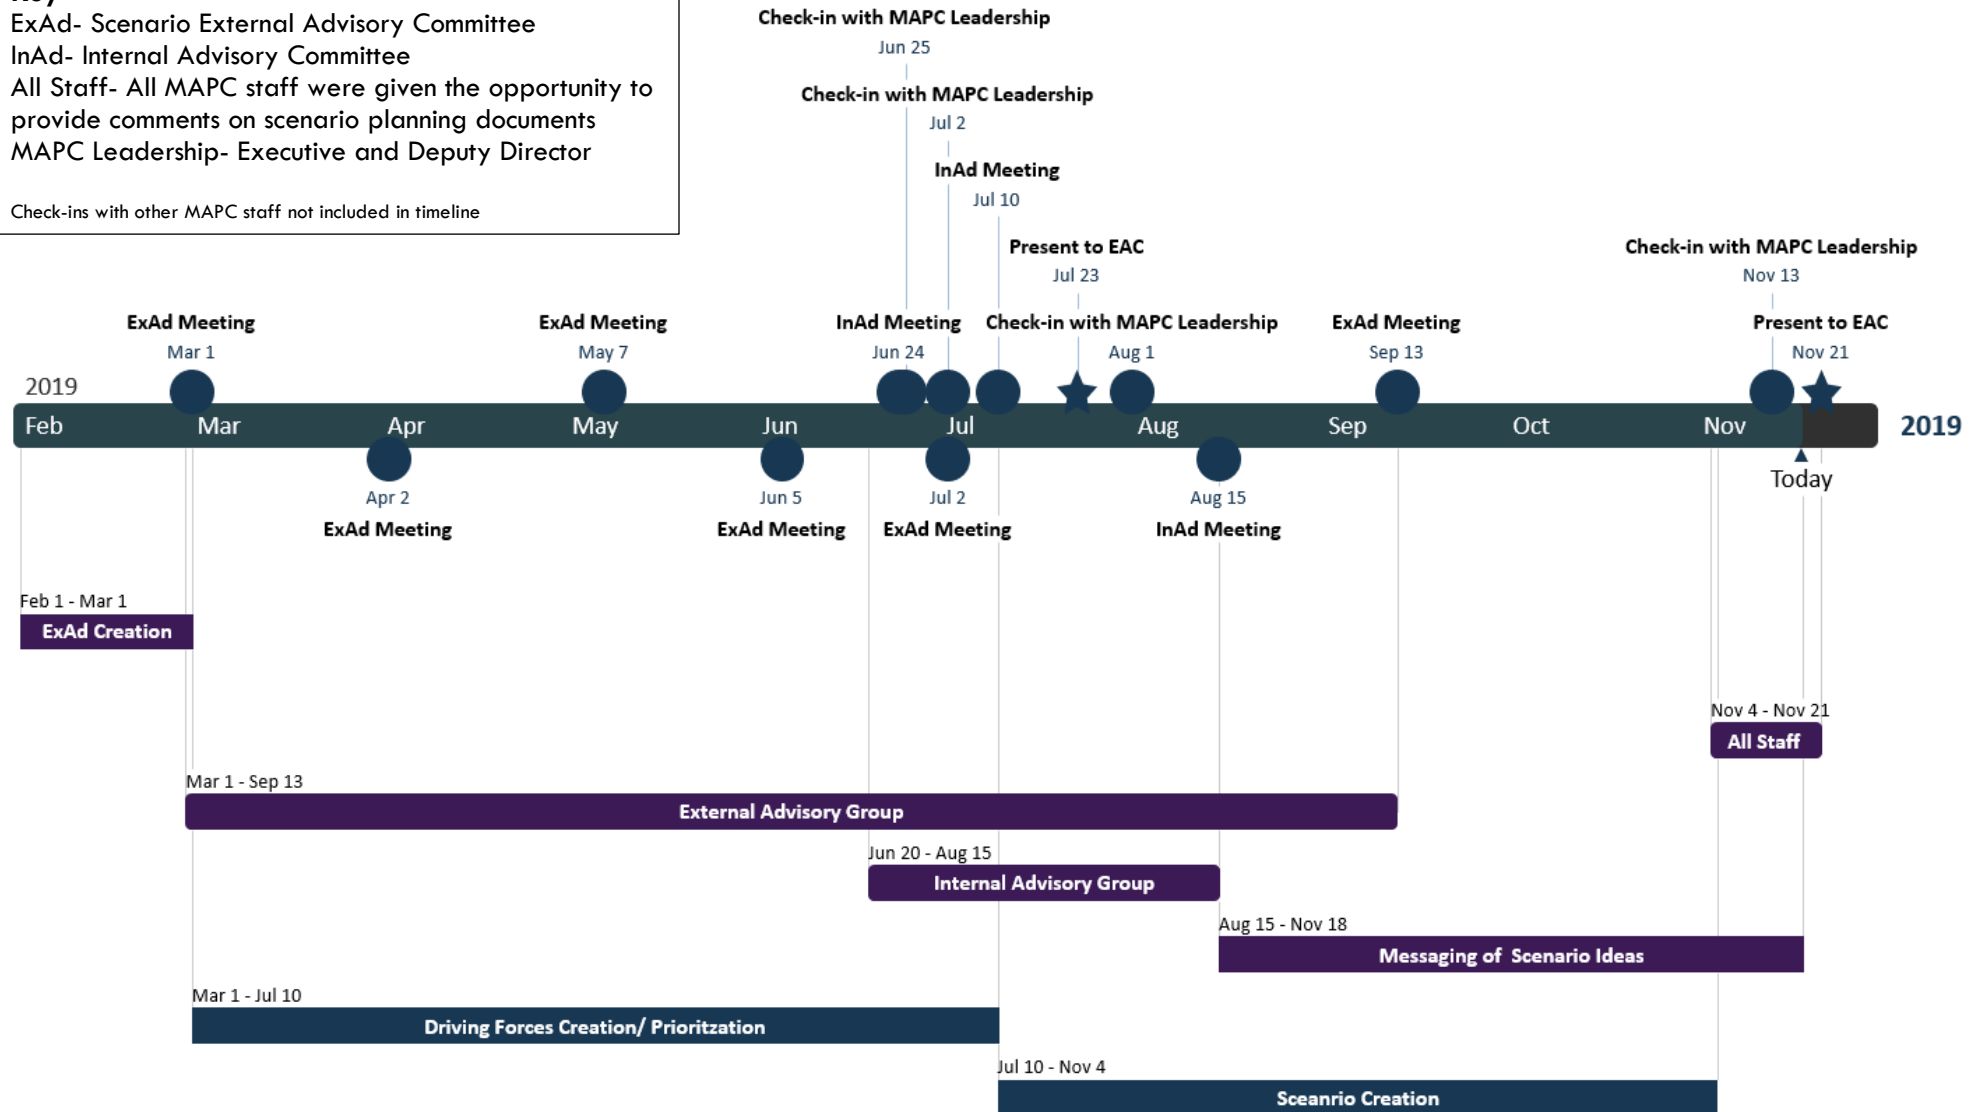 Key
ExAd- Scenario External Advisory Committee
InAd- Internal Advisory Committee
All Staff- All MAPC staff were given the opportunity to
provide comments on scenario planning documents
MAPC Leadership- Executive and Deputy Director
Check-ins with other MAPC staff not included in timeline
Check-in with MAPC Leadership
Jun 25
Check-in with MAPC Leadership
Jul 2
InAd Meeting
Jul 10
Present to EAC
Jul 23
Check-in with MAPC Leadership
Nov 13
ExAd Meeting
Mar 1
ExAd Meeting
May 7
InAd Meeting
Jun 24
Check-in with MAPC Leadership
Aug 1
ExAd Meeting
Sep 13
Present to EAC
Nov 21
2019
Feb Mar Apr May Jun Jul Aug Sep Oct Nov 2019
Today
Apr 2
ExAd Meeting
Jun 5
ExAd Meeting
Jul 2
ExAd Meeting
Aug 15
InAd Meeting
Feb 1 - Mar 1
ExAd Creation
Nov 4 - Nov 21
All Staff
Mar 1 - Sep 13
External Advisory Group
Jun 20 - Aug 15
Internal Advisory Group
Aug 15 - Nov 18
Messaging of Scenario Ideas
Mar 1 - Jul 10
Driving Forces Creation/ Prioritzation
Jul 10 - Nov 4
Sceanrio Creation